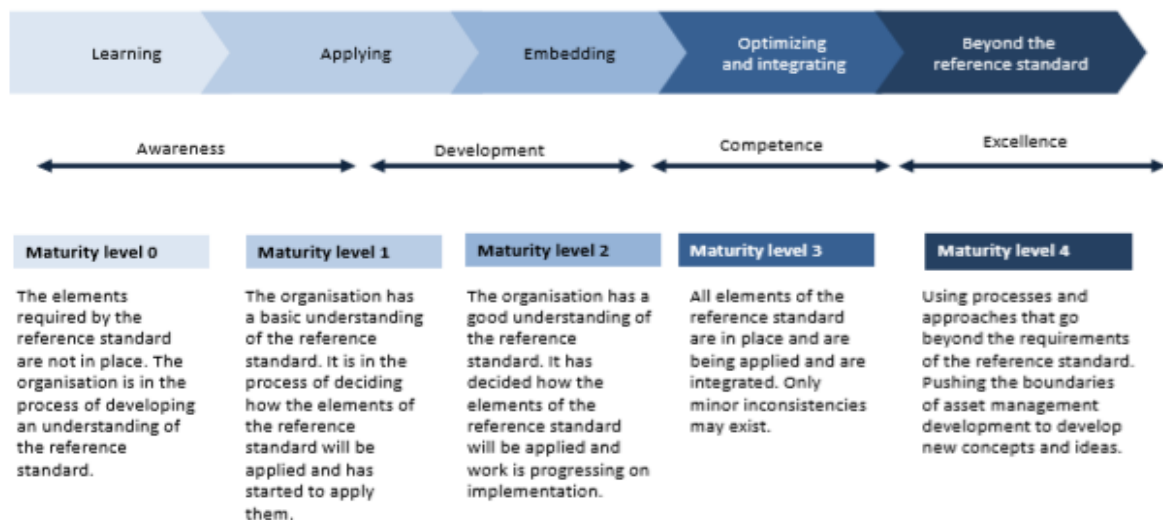 Learning
Applying
Embedding
Optimizing
and integrating
Beyond the
reference standard
Awareness
Development
Competence
Excellence
Maturity level 0
The elements
required by the
reference standard
are not in place. The
organisation is in the
process of developing
an understanding of
the reference
standard.
Maturity level 1
The organisation has
a basic understanding
of the reference
standard. It is in the
process of deciding
how the elements of
the reference
standard will be
applied and has
started to apply
them.
Maturity level 2
The organisation has a
good understanding of
the reference
standard. It has
decided how the
elements of the
reference standard
will be applied and
work is progressing on
implementation.
Maturity level 3
All elements of the
reference standard
are in place and are
being applied and are
integrated. Only
minor inconsistencies
may exist.
Maturity level 4
Using processes and
approaches that go
beyond the requirements
of the reference standard.
Pushing the boundaries
of asset management
development to develop
new concepts and ideas.